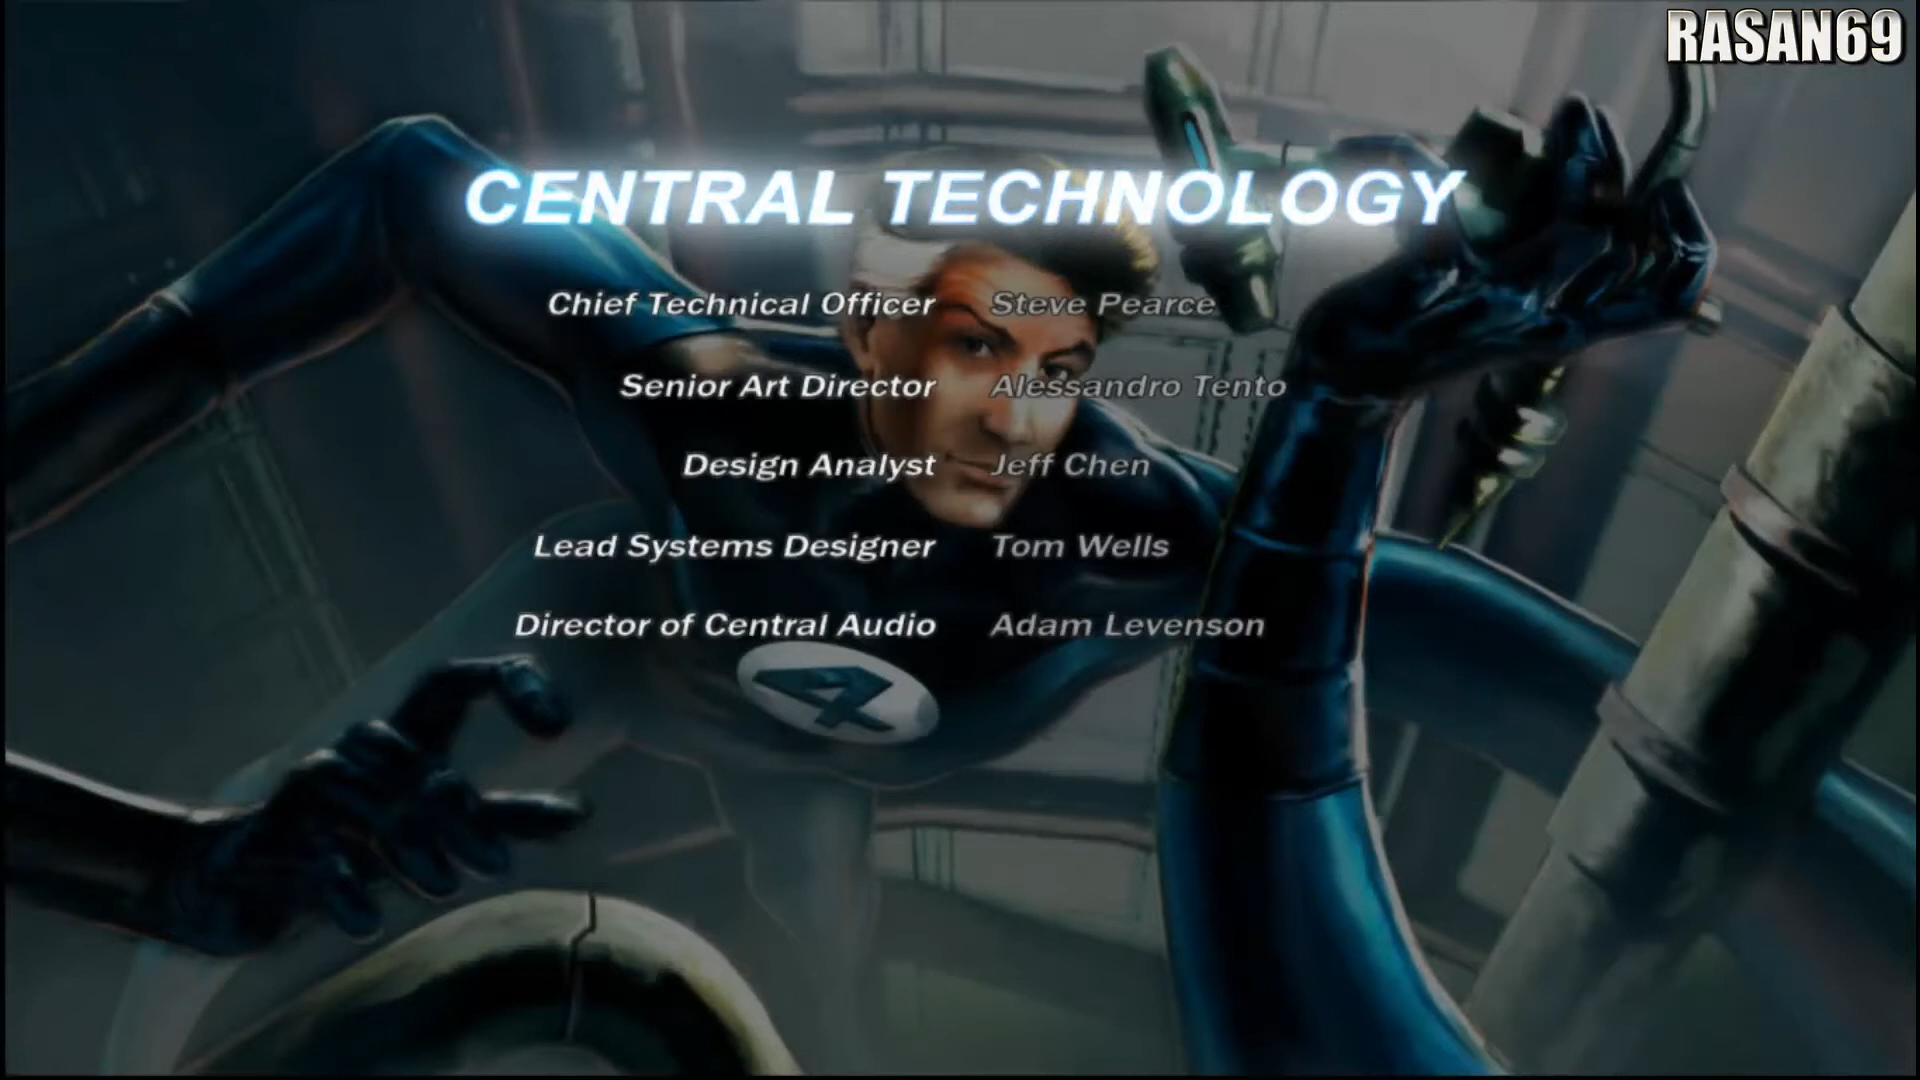 RASAN69
CENTRAL TECHNOLOGY
Chief Technical Officer Steve Pearce
Senior Art Director Alessandro Tento
Design Analyst Jeff Chen
Lead Systems Designer Tom Wells
Director of Central Audio Adam Levenson
4